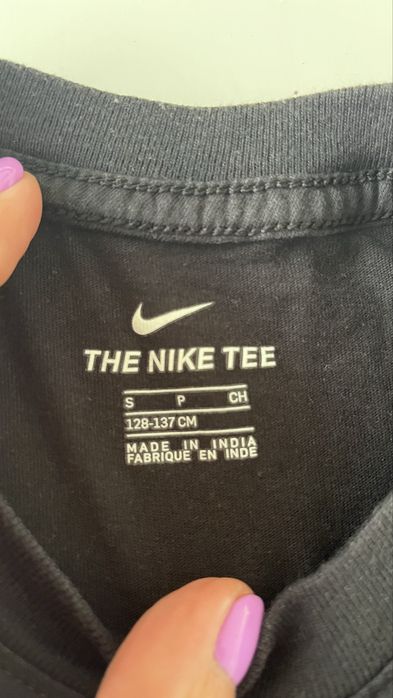 THE NIKE TEE
S P CH
128-137 CM
MADE IN INDIA
FABRIQUE EN INDE